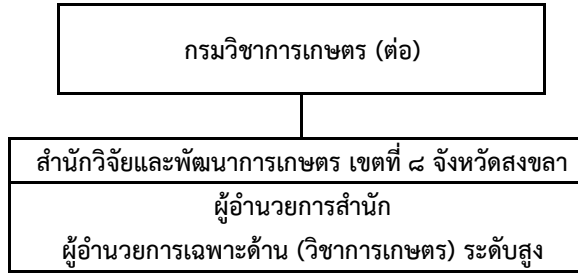 กรมวิชาการเกษตร (ต่อ)
สำนักวิจัยและพัฒนาการเกษตร เขตที่ ๘ จังหวัดสงขลา
ผู้อำนวยการสำนัก
ผู้อำนวยการเฉพาะด้าน (วิชาการเกษตร) ระดับสูง